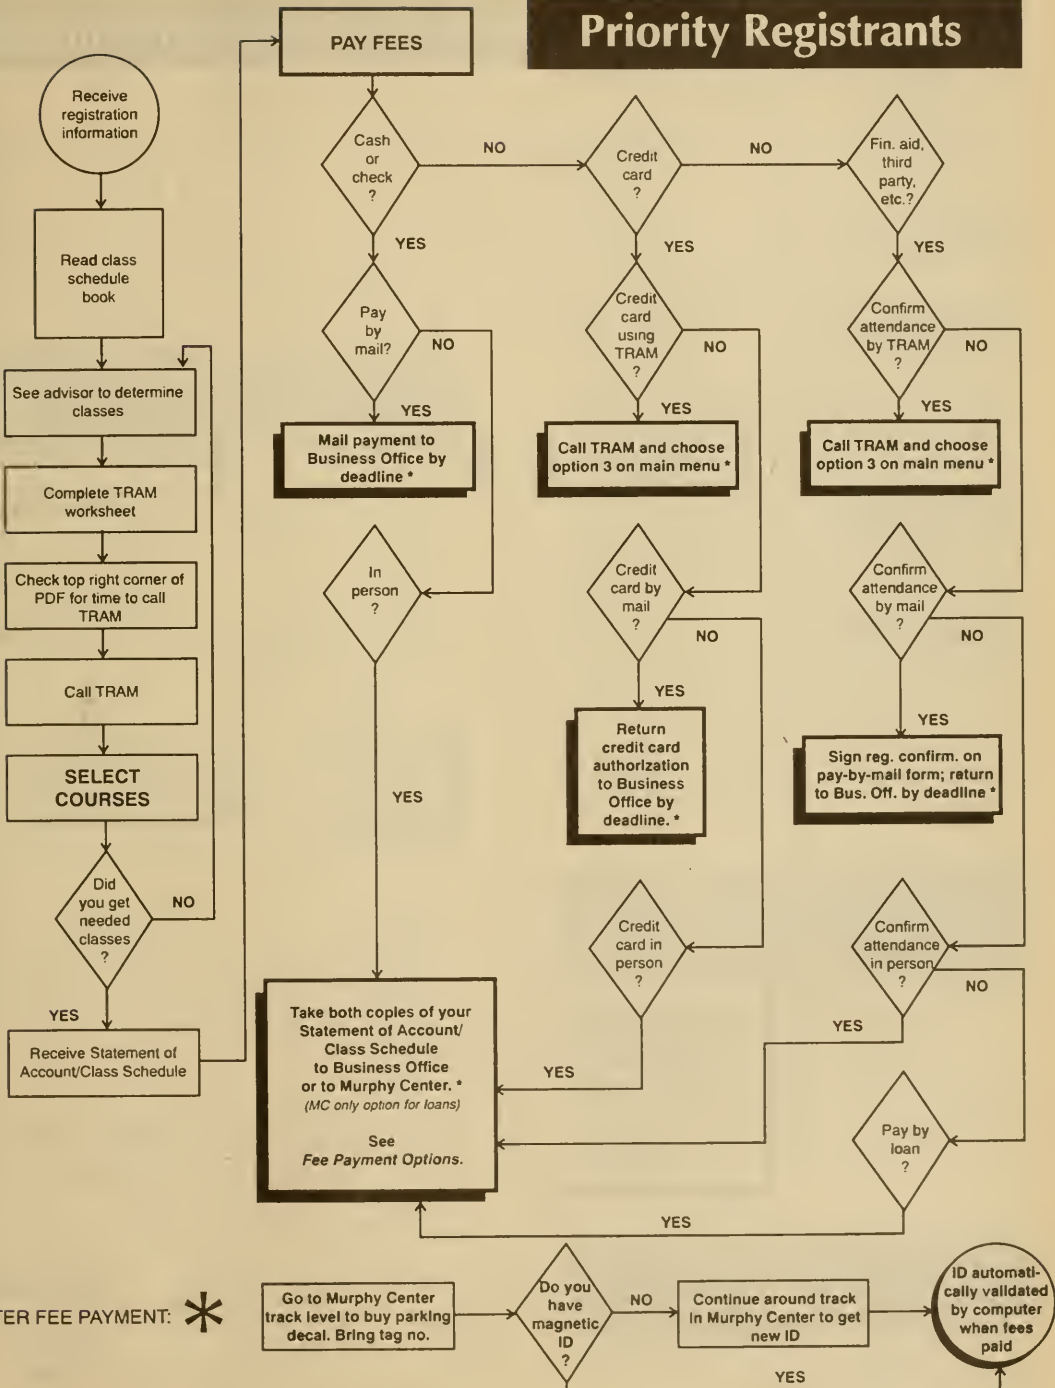 Priority Registrants
Receive
registration
information
Read class
schedule
book
See advisor to determine
classes
Complete TRAM
worksheet
Check top right corner of
PDF for time to call
TRAM
Call TRAM
SELECT
COURSES
Did
you get
needed
classes
?
NO
YES
Receive Statement of
Account/Class Schedule
PAY FEES
Cash
or
check
?
NO
YES
Pay
by
mail?
NO
YES
Mail payment to
Business Office by
deadline *
In
person
?
YES
Credit
card
?
NO
YES
Credit
card
using
TRAM
?
NO
YES
Call TRAM and choose
option 3 on main menu *
Credit
card by
mail
?
NO
YES
Return
credit card
authorization
to Business
Office by
deadline. *
Credit
card in
person
?
YES
Fin. aid,
third
party,
etc.?
YES
Confirm
attendance
by TRAM
?
NO
YES
Call TRAM and choose
option 3 on main menu *
Confirm
attendance
by mail
?
NO
YES
Sign reg. confirm. on
pay-by-mail form; return
to Bus. Off. by deadline *
Confirm
attendance
in person
?
NO
YES
Pay by
loan
?
YES
Take both copies of your
Statement of Account/
Class Schedule
to Business Office
or to Murphy Center. *
(MC only option for loans)
See
Fee Payment Options.
TER FEE PAYMENT: *
Go to Murphy Center
track level to buy parking
decal. Bring tag no.
Do you
have
magnetic
ID
?
NO
Continue around track
in Murphy Center to get
new ID
YES
ID automati-
cally validated
by computer
when fees
paid